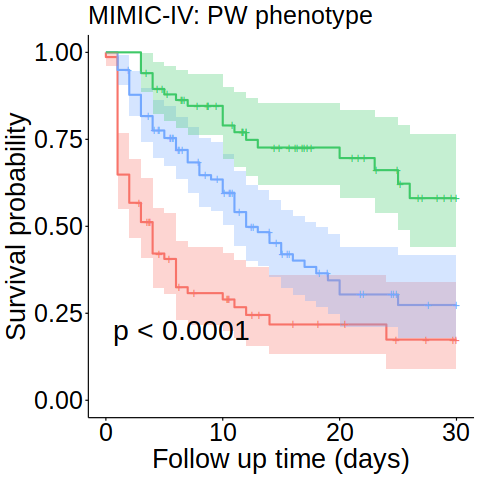 MIMIC-IV: PW phenotype
Survival probability
1.00
0.75
0.50
0.25
0.00
p < 0.0001
0 10 20 30
Follow up time (days)